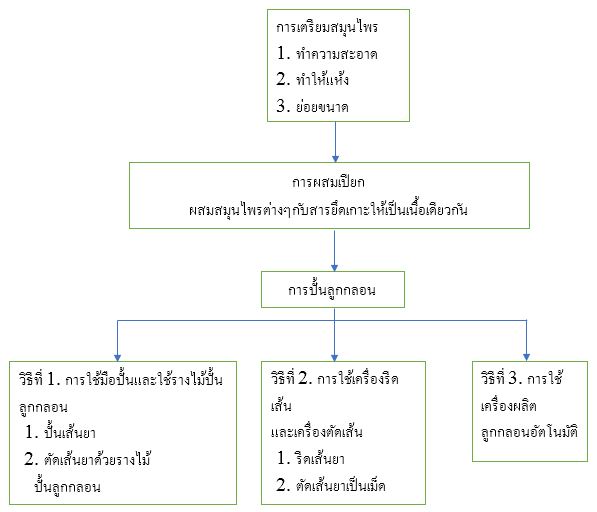 การเตรียมสมุนไพร
1. ทำความสะอาด
2. ทำให้แห้ง
3. ย่อยขนาด
การผสมเปียก
ผสมสมุนไพรต่างๆกับสารยึดเกาะให้เป็นเนื้อเดียวกัน
การปั้นลูกกลอน
วิธีที่ 1. การใช้มือปั้นและใช้รางไม้ปั้น
ลูกกลอน
1. ปั้นเส้นยา
2. ตัดเส้นยาด้วยรางไม้
ปั้นลูกกลอน
วิธีที่ 2. การใช้เครื่องรีด
เส้น
และเครื่องตัดเส้น
1. รีดเส้นยา
2. ตัดเส้นยาเป็นเม็ด
วิธีที่ 3. การใช้
เครื่องผลิต
ลูกกลอนอัตโนมัติ